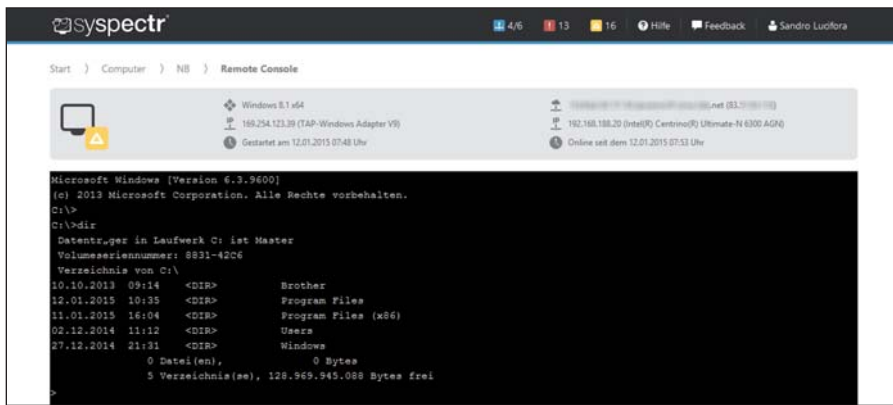 syspectr
4/6 13 16 Hilfe Feedback Sandro Lucifora
Start 〉 Computer 〉 NB 〉 Remote Console
Windows 8.1 x64
IP 169.254.123.39 (TAP-Windows Adapter V9)
Gestartet am 12.01.2015 07:48 Uhr
.net (83.
IP 192.168.188.20 (Intel(R) Centrino(R) Ultimate-N 6300 AGN)
Online seit dem 12.01.2015 07:53 Uhr
Microsoft Windows [Version 6.3.9600]
(c) 2013 Microsoft Corporation. Alle Rechte vorbehalten.
C:\>
C:\>dir
Datentr„ger in Laufwerk C: ist Master
Volumeseriennummer: 8831-42C6
Verzeichnis von C:\
10.10.2013 09:14 <DIR> Brother
12.01.2015 10:35 <DIR> Program Files
11.01.2015 16:04 <DIR> Program Files (x86)
02.12.2014 11:12 <DIR> Users
27.12.2014 21:31 <DIR> Windows
0 Datei(en), 0 Bytes
5 Verzeichnis(se), 128.969.945.088 Bytes frei
>